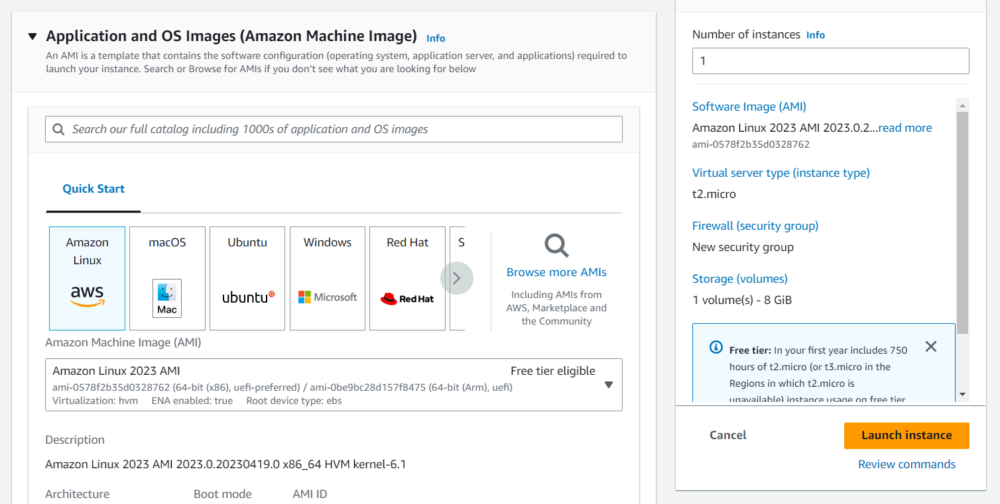 Application and OS Images (Amazon Machine Image) Info
An AMI is a template that contains the software configuration (operating system, application server, and applications) required to
launch your instance. Search or Browse for AMIs if you don't see what you are looking for below
Search our full catalog including 1000s of application and OS images
Quick Start
Amazon
Linux
aws
macOS
Mac
Ubuntu
ubuntu
Windows
Microsoft
Red Hat
Red Hat
S
Browse more AMIs
Including AMIs from
AWS, Marketplace and
the Community
Amazon Machine Image (AMI)
Amazon Linux 2023 AMI
Free tier eligible
ami-0578f2b35d0328762 (64-bit (x86), uefi-preferred) / ami-0be9bc28d157f8475 (64-bit (Arm), uefi)
Virtualization: hvm ENA enabled: true Root device type: ebs
Description
Amazon Linux 2023 AMI 2023.0.20230419.0 x86_64 HVM kernel-6.1
Architecture Boot mode AMI ID
Number of instances Info
1
Software Image (AMI)
Amazon Linux 2023 AMI 2023.0.2...read more
ami-0578f2b35d0328762
Virtual server type (instance type)
t2.micro
Firewall (security group)
New security group
Storage (volumes)
1 volume(s) - 8 GiB
Free tier: In your first year includes 750
hours of t2.micro (or t3.micro in the
Regions in which t2.micro is
unavailable) instance usage on free tier
Cancel
Launch instance
Review commands